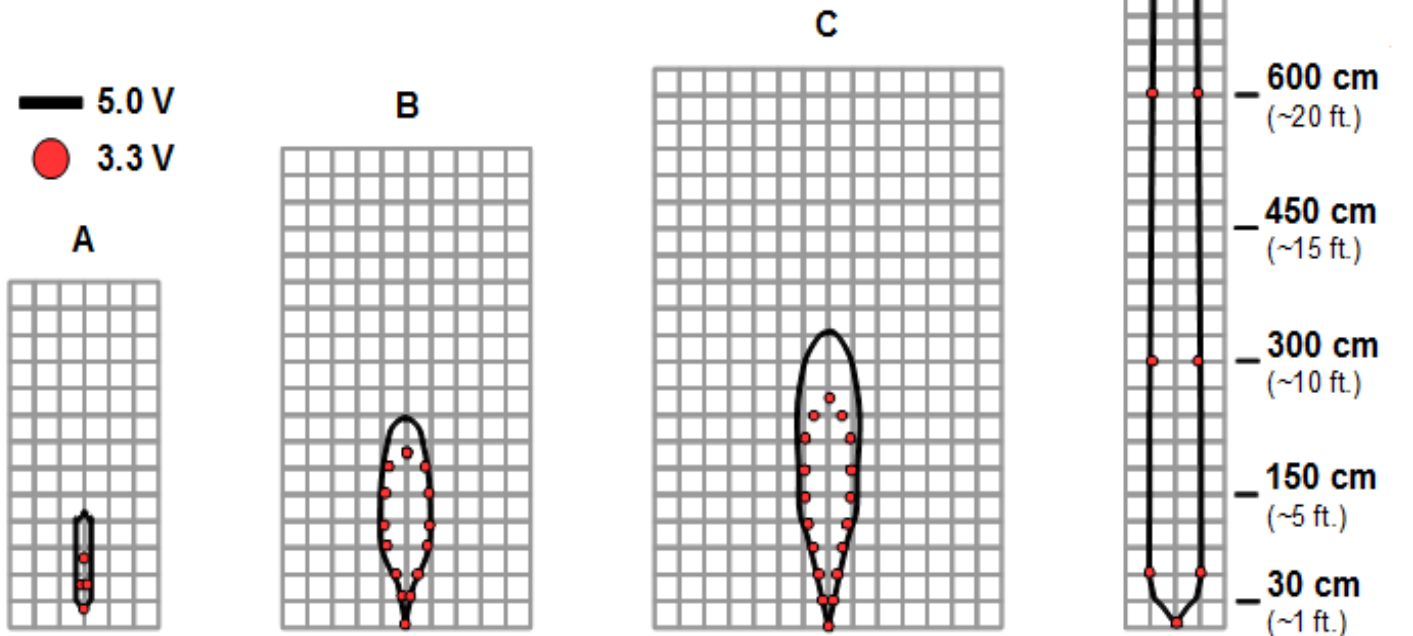 5.0 V
3.3 V
A
B
C
600 cm
(~20 ft.)
450 cm
(~15 ft.)
300 cm
(~10 ft.)
150 cm
(~5 ft.)
30 cm
(~1 ft.)